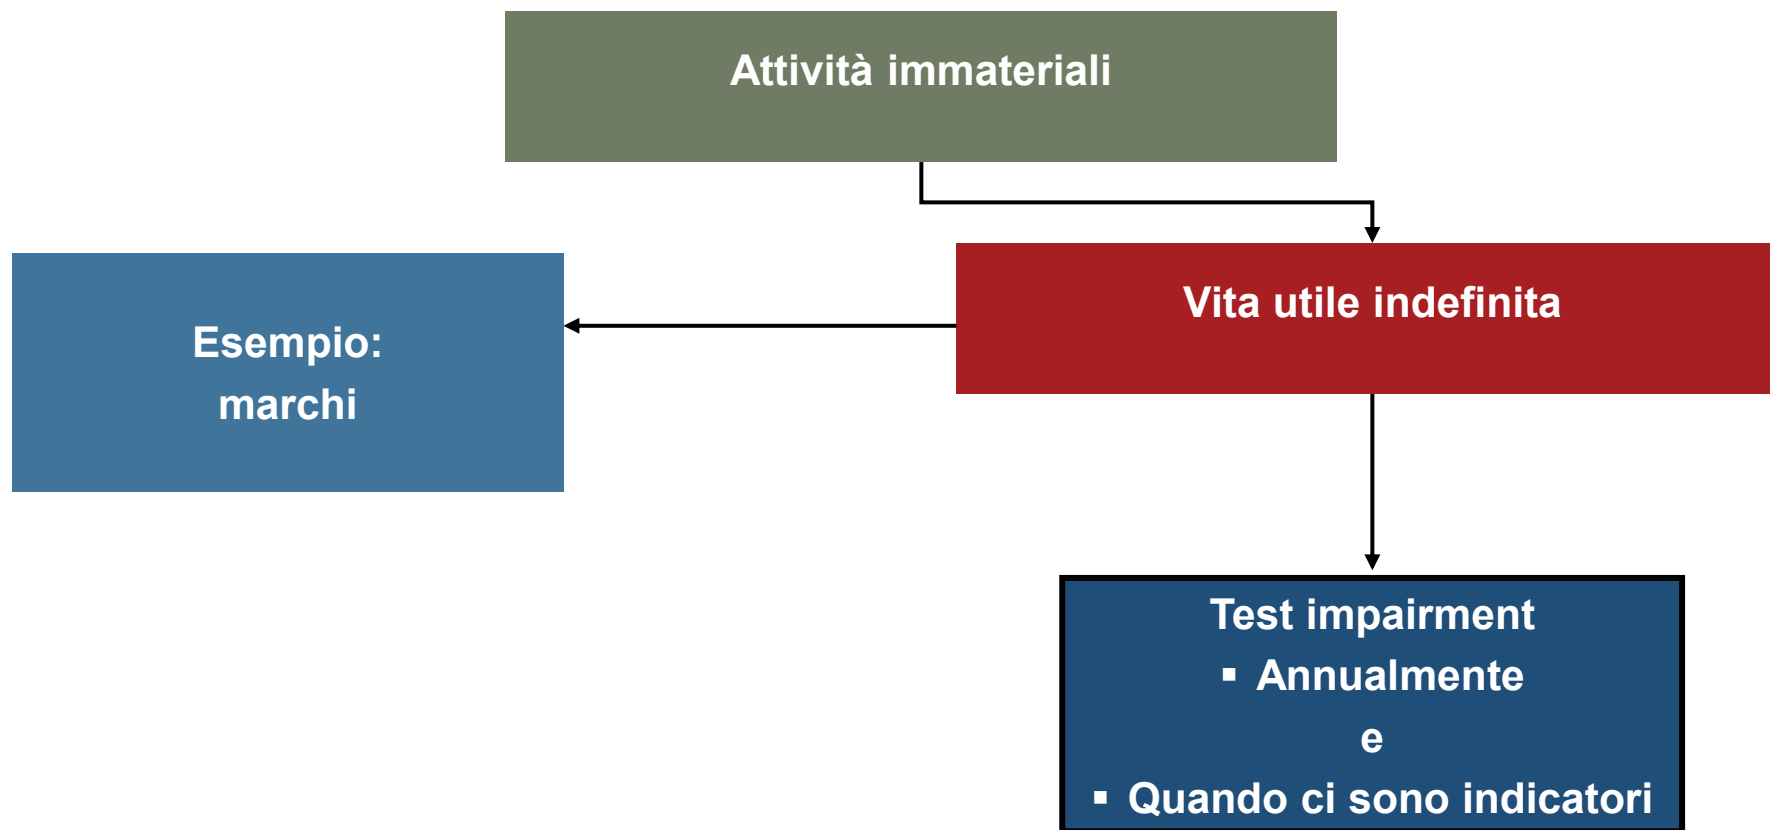 Attività immateriali
Vita utile indefinita
Esempio:
marchi
Test impairment
▪ Annualmente
e
▪ Quando ci sono indicatori